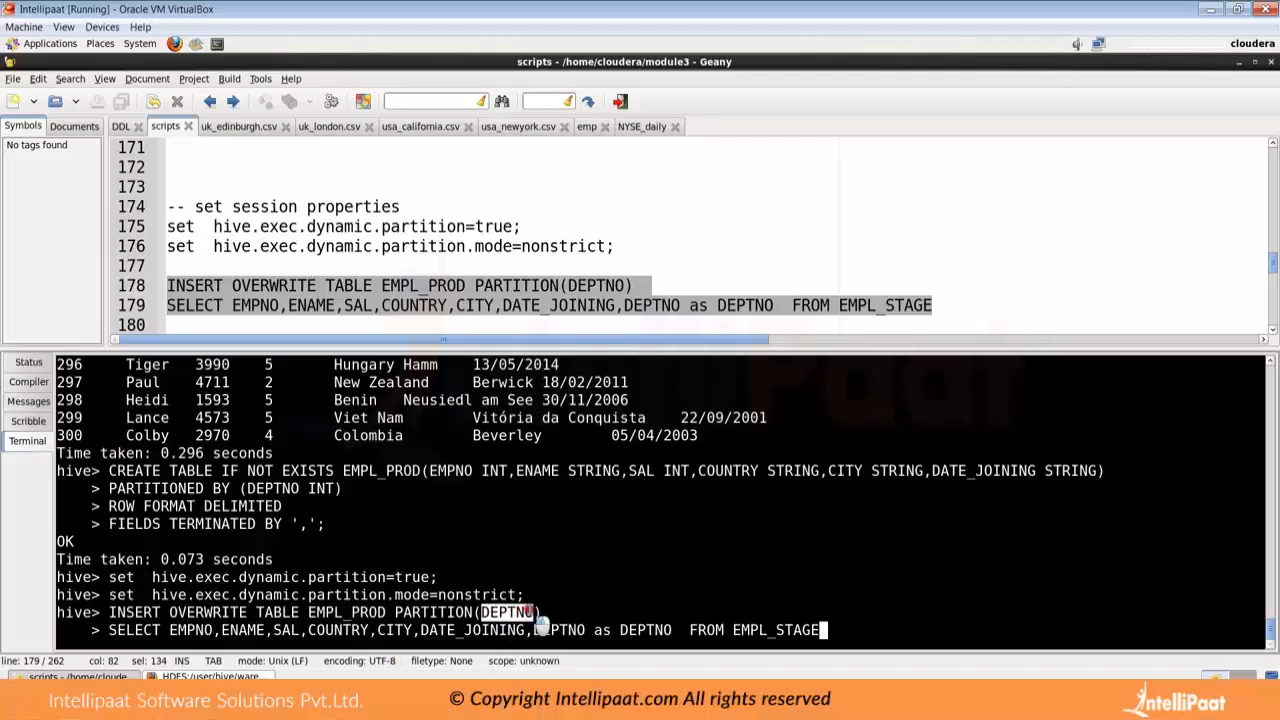 Intellipaat [Running] - Oracle VM VirtualBox
Machine View Devices Help
Applications Places System cloudera
scripts - /home/cloudera/module3 - Geany
File Edit Search View Document Project Build Tools Help
Symbols Documents DDL scripts uk_edinburgh.csv uk_london.csv usa_california.csv usa_newyork.csv emp NYSE_daily
No tags found
171
172
173
174 -- set session properties
175 set hive.exec.dynamic.partition=true;
176 set hive.exec.dynamic.partition.mode=nonstrict;
177
178 INSERT OVERWRITE TABLE EMPL_PROD PARTITION(DEPTNO)
179 SELECT EMPNO,ENAME,SAL,COUNTRY,CITY,DATE_JOINING,DEPTNO as DEPTNO FROM EMPL_STAGE
180
Status
Compiler
Messages
Scribble
Terminal
296 Tiger 3990 5 Hungary Hamm 13/05/2014
297 Paul 4711 2 New Zealand Berwick 18/02/2011
298 Heidi 1593 5 Benin Neusiedl am See 30/11/2006
299 Lance 4573 5 Viet Nam Vitória da Conquista 22/09/2001
300 Colby 2970 4 Colombia Beverley 05/04/2003
Time taken: 0.296 seconds
hive> CREATE TABLE IF NOT EXISTS EMPL_PROD(EMPNO INT,ENAME STRING,SAL INT,COUNTRY STRING,CITY STRING,DATE_JOINING STRING)
> PARTITIONED BY (DEPTNO INT)
> ROW FORMAT DELIMITED
> FIELDS TERMINATED BY ',';
OK
Time taken: 0.073 seconds
hive> set hive.exec.dynamic.partition=true;
hive> set hive.exec.dynamic.partition.mode=nonstrict;
hive> INSERT OVERWRITE TABLE EMPL_PROD PARTITION(DEPTNO)
> SELECT EMPNO,ENAME,SAL,COUNTRY,CITY,DATE_JOINING,DEPTNO as DEPTNO FROM EMPL_STAGE
line: 179 / 262 col: 82 sel: 134 INS TAB mode: Unix (LF) encoding: UTF-8 filetype: None scope: unknown
scripts - /home/cloude... HDFS:/user/hive/ware...
Intellipaat Software Solutions Pvt.Ltd. © Copyright Intellipaat.com All rights reserved IntelliPaat